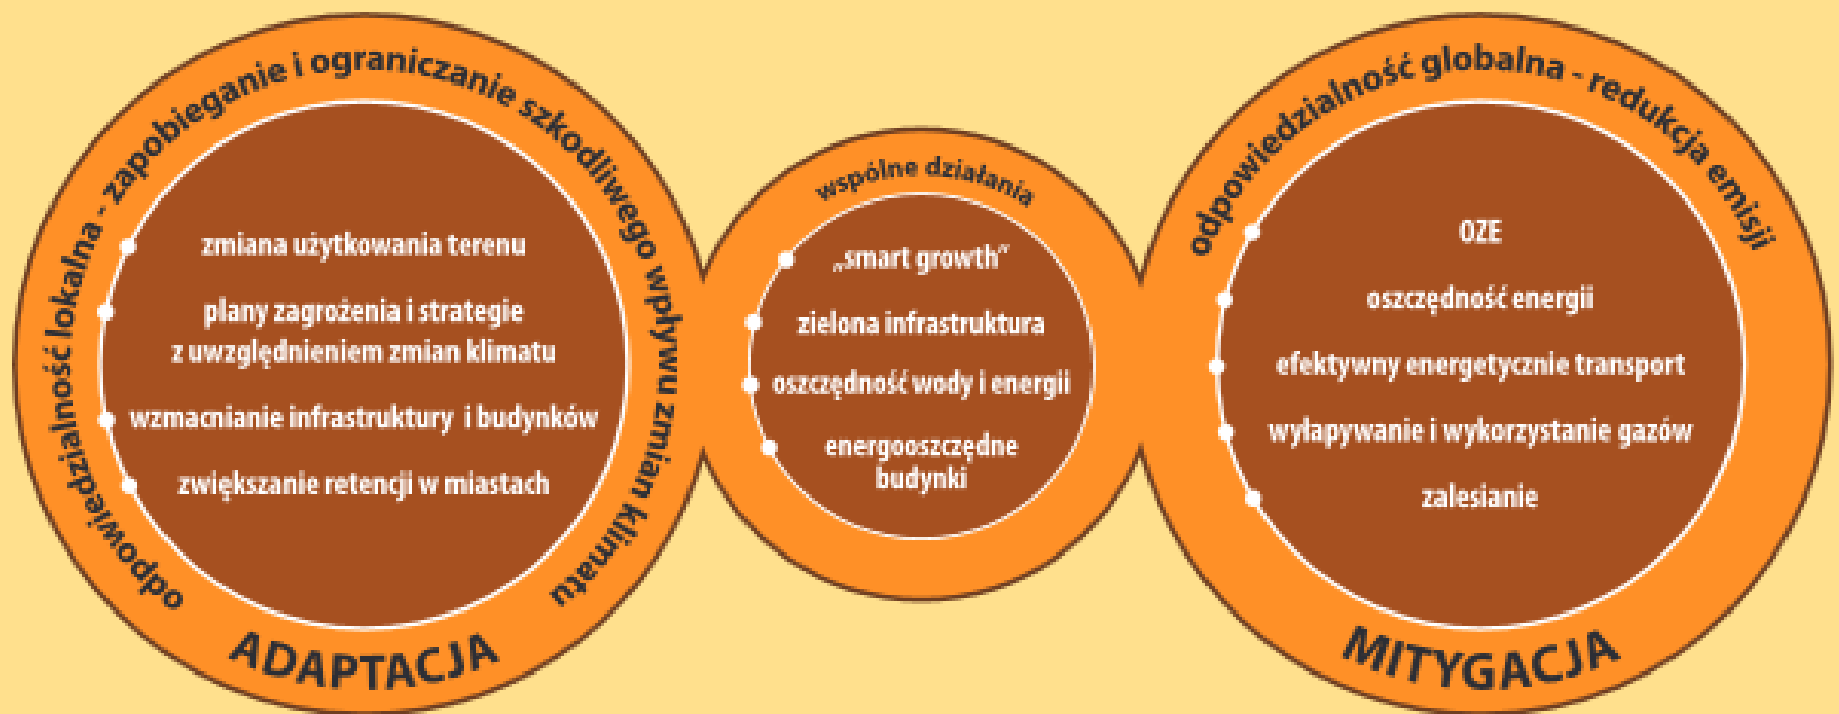 odpowiedzialność lokalna - zapobieganie i ograniczanie szkodliwego wpływu zmian klimatu
zmiana użytkowania terenu
plany zagrożenia i strategie
z uwzględnieniem zmian klimatu
wzmacnianie infrastruktury i budynków
zwiększanie retencji w miastach
ADAPTACJA
wspólne działania
„smart growth”
zielona infrastruktura
oszczędność wody i energii
energooszczędne
budynki
odpowiedzialność globalna - redukcja emisji
OZE
oszczędność energii
efektywny energetycznie transport
wyłapywanie i wykorzystanie gazów
zalesianie
MITYGACJA